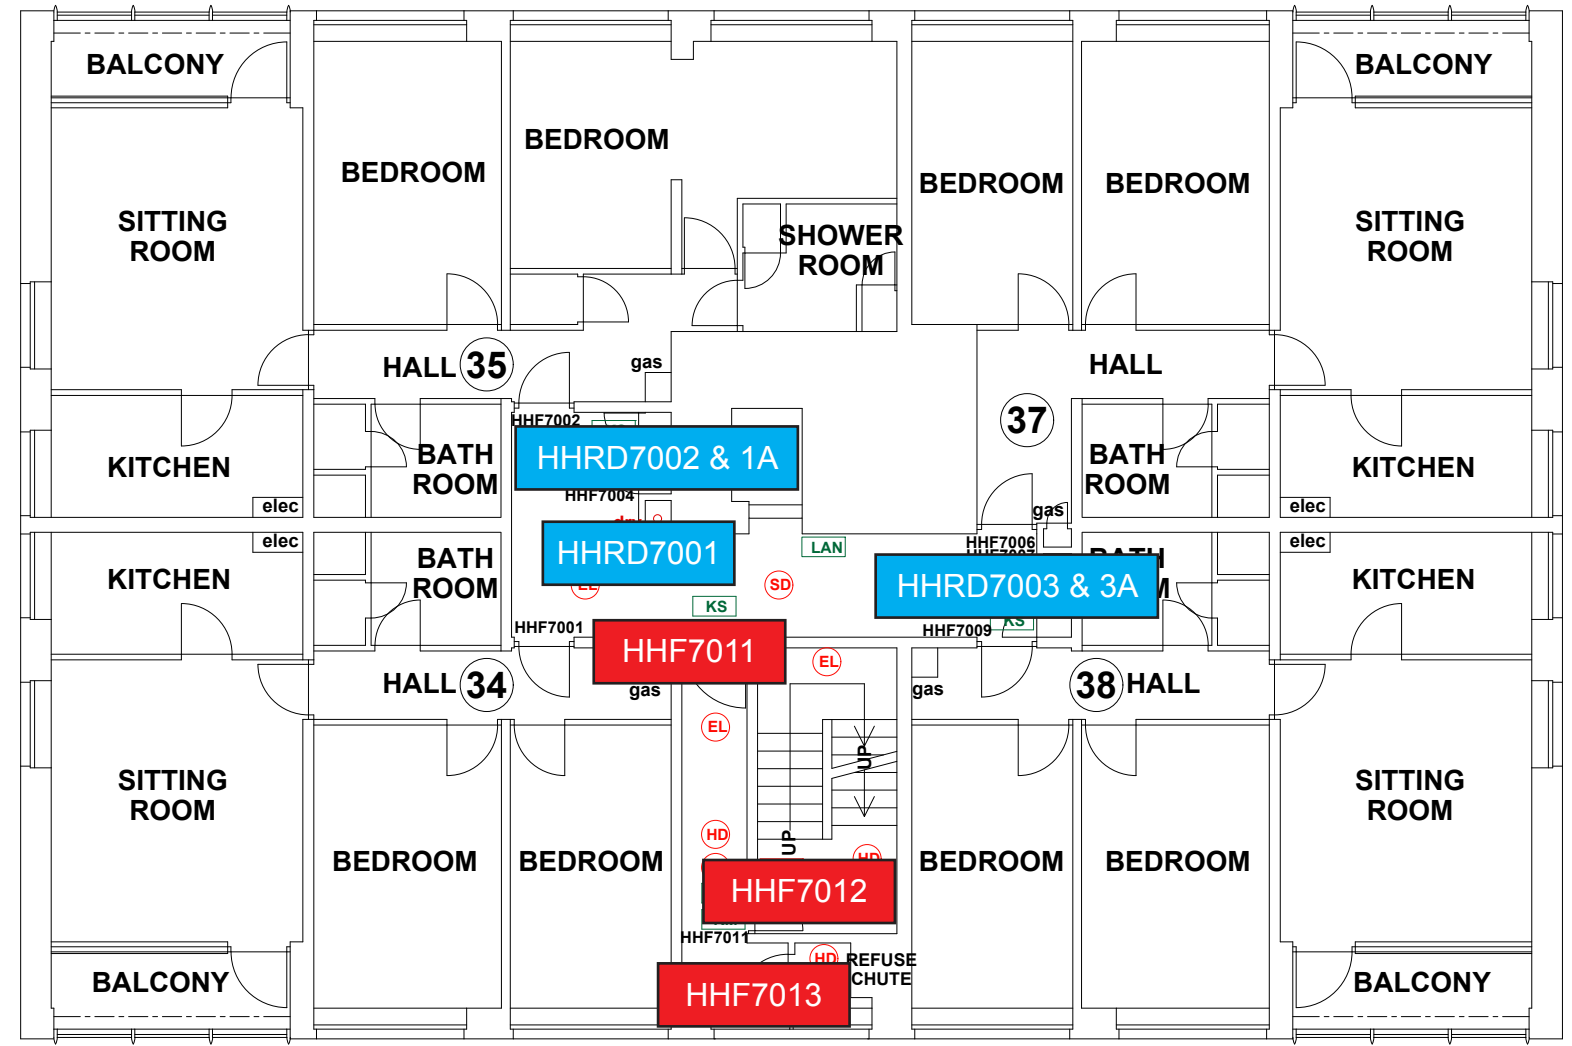 BALCONY
BALCONY
BEDROOM
BEDROOM
BEDROOM
BEDROOM
SITTING
ROOM
SHOWER
ROOM
SITTING
ROOM
HALL
35
gas
HALL
37
HHF7002
BATH
ROOM
HHRD7002 & 1A
BATH
ROOM
KITCHEN
KITCHEN
elec
HHF7004
gas
elec
elec
HHRD7001
LAN
HHF7006
elec
KITCHEN
BATH
ROOM
EL
SD
HHRD7003 & 3A
BATH
KITCHEN
KS
KS
HHF7001
HHF7009
HHF7011
EL
HALL
34
gas
gas
38
HALL
EL
UP
SITTING
ROOM
SITTING
ROOM
HD
UP
HD
BEDROOM
BEDROOM
BEDROOM
BEDROOM
HHF7012
HHF7011
HD
REFUSE
CHUTE
BALCONY
HHF7013
BALCONY